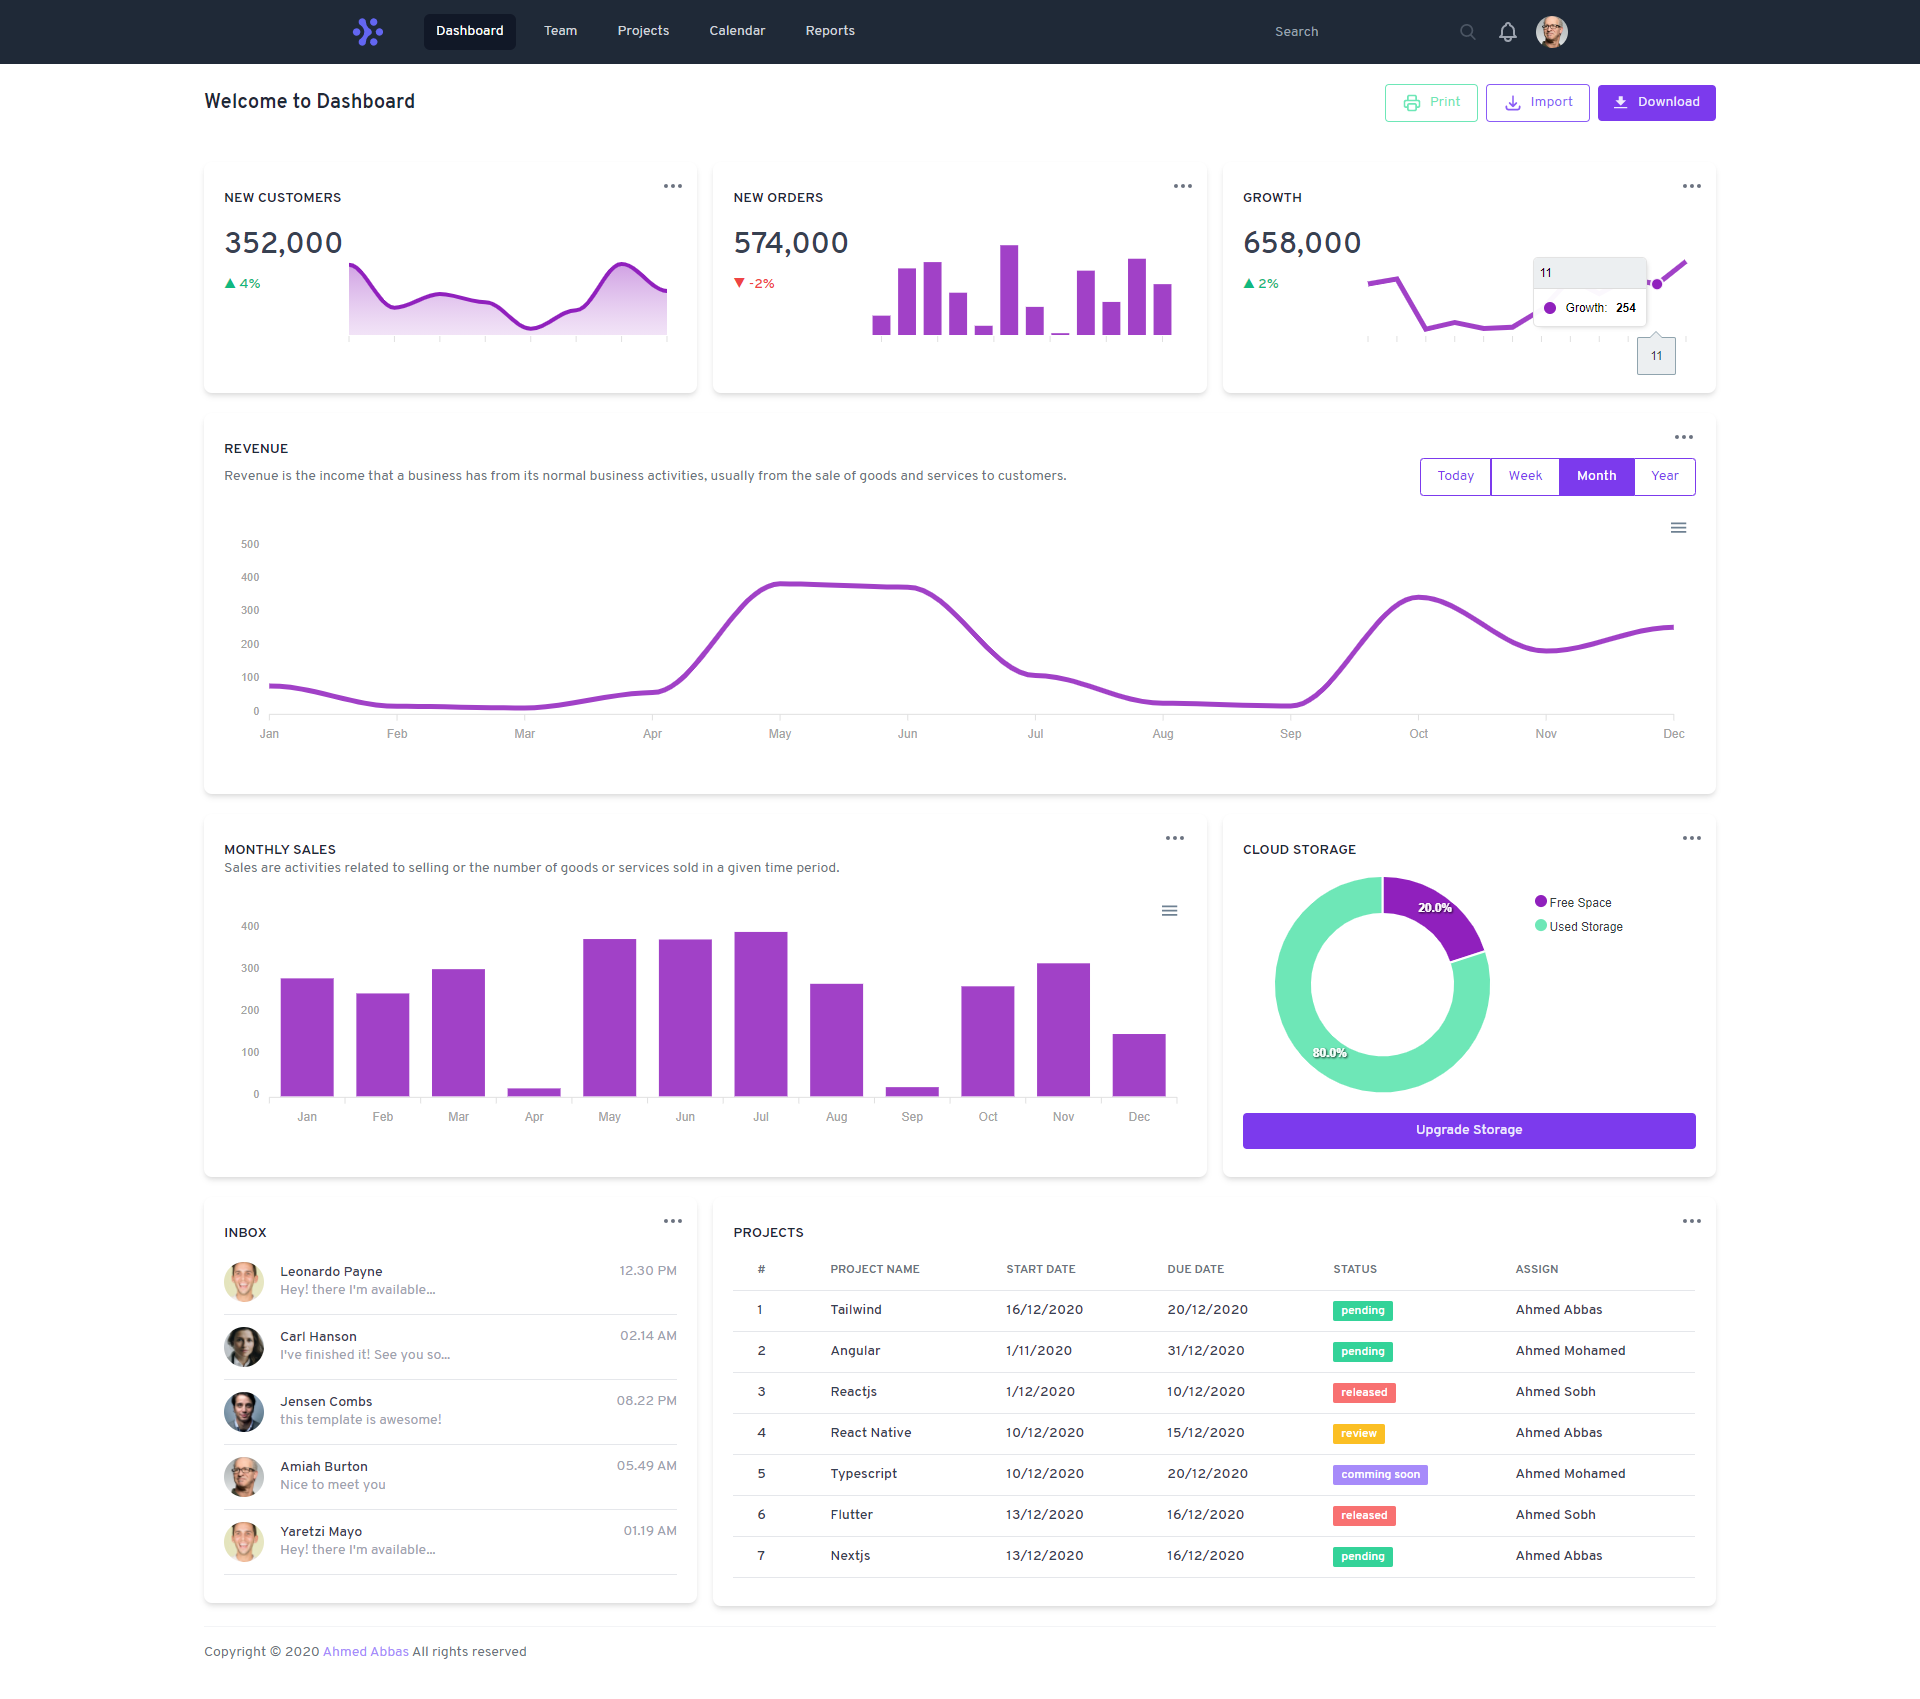 Dashboard Team Projects Calendar Reports Search
Welcome to Dashboard
Print Import Download
NEW CUSTOMERS
352,000
4%
NEW ORDERS
574,000
-2%
GROWTH
658,000
2%
11
Growth: 254
11
REVENUE
Revenue is the income that a business has from its normal business activities, usually from the sale of goods and services to customers.
Today Week Month Year
500
400
300
200
100
0
Jan Feb Mar Apr May Jun Jul Aug Sep Oct Nov Dec
MONTHLY SALES
Sales are activities related to selling or the number of goods or services sold in a given time period.
400
300
200
100
0
Jan Feb Mar Apr May Jun Jul Aug Sep Oct Nov Dec
CLOUD STORAGE
20.0%
80.0%
Free Space
Used Storage
Upgrade Storage
INBOX
Leonardo Payne 12.30 PM
Hey! there I'm available...
Carl Hanson 02.14 AM
I've finished it! See you so...
Jensen Combs 08.22 PM
this template is awesome!
Amiah Burton 05.49 AM
Nice to meet you
Yaretzi Mayo 01.19 AM
Hey! there I'm available...
PROJECTS
# PROJECT NAME START DATE DUE DATE STATUS ASSIGN
1 Tailwind 16/12/2020 20/12/2020 pending Ahmed Abbas
2 Angular 1/11/2020 31/12/2020 pending Ahmed Mohamed
3 Reactjs 1/12/2020 10/12/2020 released Ahmed Sobh
4 React Native 10/12/2020 15/12/2020 review Ahmed Abbas
5 Typescript 10/12/2020 20/12/2020 comming soon Ahmed Mohamed
6 Flutter 13/12/2020 16/12/2020 released Ahmed Sobh
7 Nextjs 13/12/2020 16/12/2020 pending Ahmed Abbas
Copyright © 2020 Ahmed Abbas All rights reserved